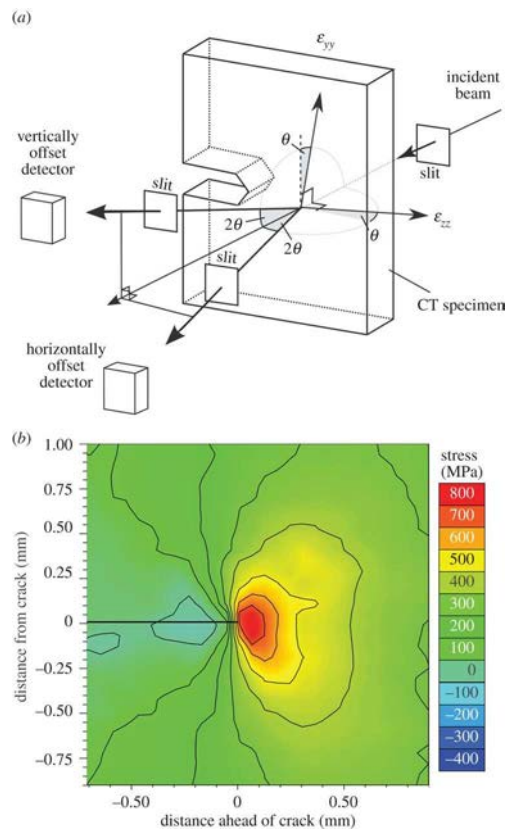 (a)
ε_yy
incident
beam
θ
vertically
offset
detector
slit
slit
2θ
2θ
slit
ε_zz
θ
CT specimen
horizontally
offset
detector
(b)
1.00
0.75
0.50
0.25
0
−0.25
−0.50
−0.75
distance from crack (mm)
−0.50
0
0.50
distance ahead of crack (mm)
stress
(MPa)
800
700
600
500
400
300
200
100
0
−100
−200
−300
−400